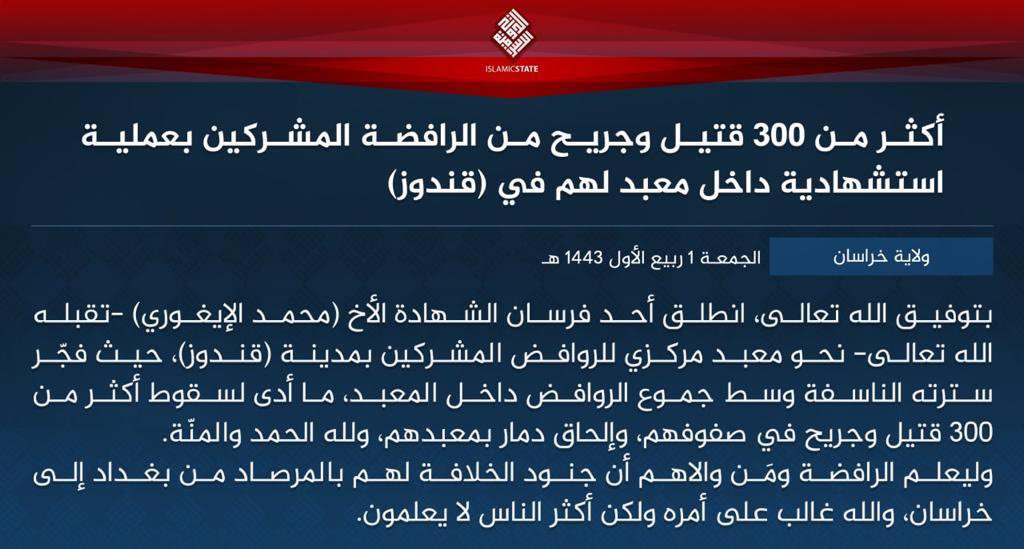 ISLAMICSTATE
أكثر من 300 قتيل وجريح من الرافضة المشركين بعملية
استشهادية داخل معبد لهم في (قندوز)
ولاية خراسان
الجمعة 1 ربيع الأول 1443 هـ
بتوفيق الله تعالى، انطلق أحد فرسان الشهادة الأخ (محمد الإيغوري) -تقبله
الله تعالى- نحو معبد مركزي للروافض المشركين بمدينة (قندوز)، حيث فجّر
سترته الناسفة وسط جموع الروافض داخل المعبد، ما أدى لسقوط أكثر من
300 قتيل وجريح في صفوفهم، وإلحاق دمار بمعبدهم، ولله الحمد والمنّة.
وليعلم الرافضة ومَن والاهم أن جنود الخلافة لهم بالمرصاد من بغداد إلى
خراسان، والله غالب على أمره ولكن أكثر الناس لا يعلمون.